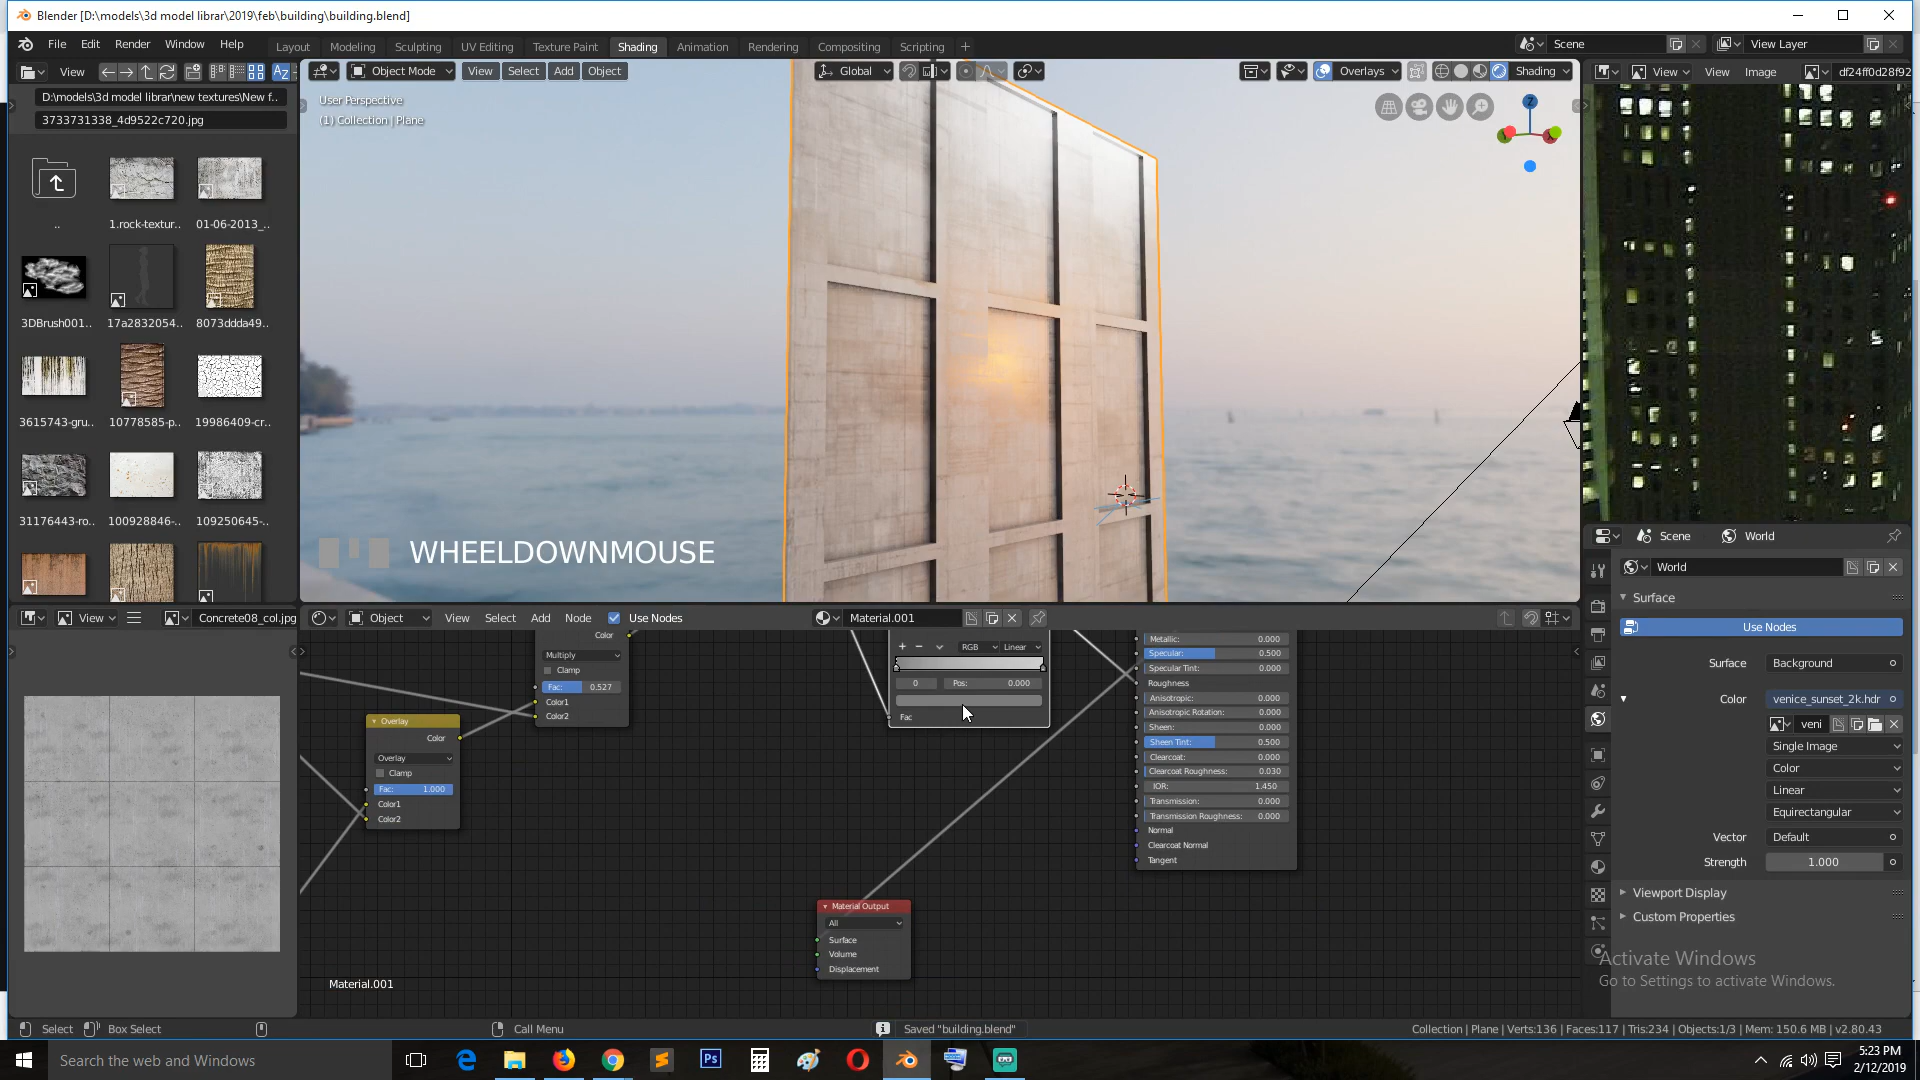 Blender [D:\models\3d model librar\2019\feb\building\building.blend]
File Edit Render Window Help
Layout Modeling Sculpting UV Editing Texture Paint Shading Animation Rendering Compositing Scripting +
Scene
View Layer
View
Object Mode View Select Add Object
Global
Overlays
Shading
View View Image
df24ff0d28f92
D:\models\3d model librar\new textures\New f..
3733731338_4d9522c720.jpg
User Perspective
(1) Collection | Plane
Z
.. 1.rock-textur.. 01-06-2013_..
3DBrush001.. 17a2832054.. 8073ddda49..
3615743-gru.. 10778585-p.. 19986409-cr..
31176443-ro.. 100928846-.. 109250645-..
WHEELDOWNMOUSE
View
Concrete08_col.jpg
Object View Select Add Node Use Nodes
Material.001
Color
Multiply
Clamp
Fac: 0.527
Color1
Color2
Overlay
Color
Overlay
Clamp
Fac: 1.000
Color1
Color2
RGB Linear
0 Pos: 0.000
Fac
Metallic: 0.000
Specular: 0.500
Specular Tint: 0.000
Roughness
Anisotropic: 0.000
Anisotropic Rotation: 0.000
Sheen: 0.000
Sheen Tint: 0.500
Clearcoat: 0.000
Clearcoat Roughness: 0.030
IOR: 1.450
Transmission: 0.000
Transmission Roughness: 0.000
Normal
Clearcoat Normal
Tangent
Material Output
All
Surface
Volume
Displacement
Material.001
Scene World
World
Surface
Use Nodes
Surface Background
Color venice_sunset_2k.hdr
veni
Single Image
Color
Linear
Equirectangular
Vector Default
Strength 1.000
Viewport Display
Custom Properties
Activate Windows
Go to Settings to activate Windows.
Select Box Select Call Menu Saved "building.blend" Collection | Plane | Verts:136 | Faces:117 | Tris:234 | Objects:1/3 | Mem: 150.6 MB | v2.80.43
Search the web and Windows
Ps
5:23 PM
2/12/2019